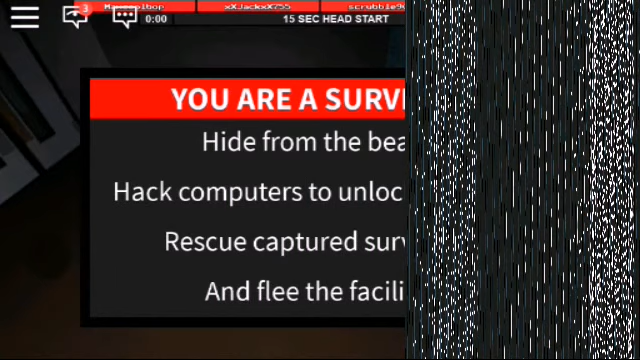 3
xXJackxX755
0:00
15 SEC HEAD START
YOU ARE A SURV
Hide from the bea
Hack computers to unloc
Rescue captured surv
And flee the facili